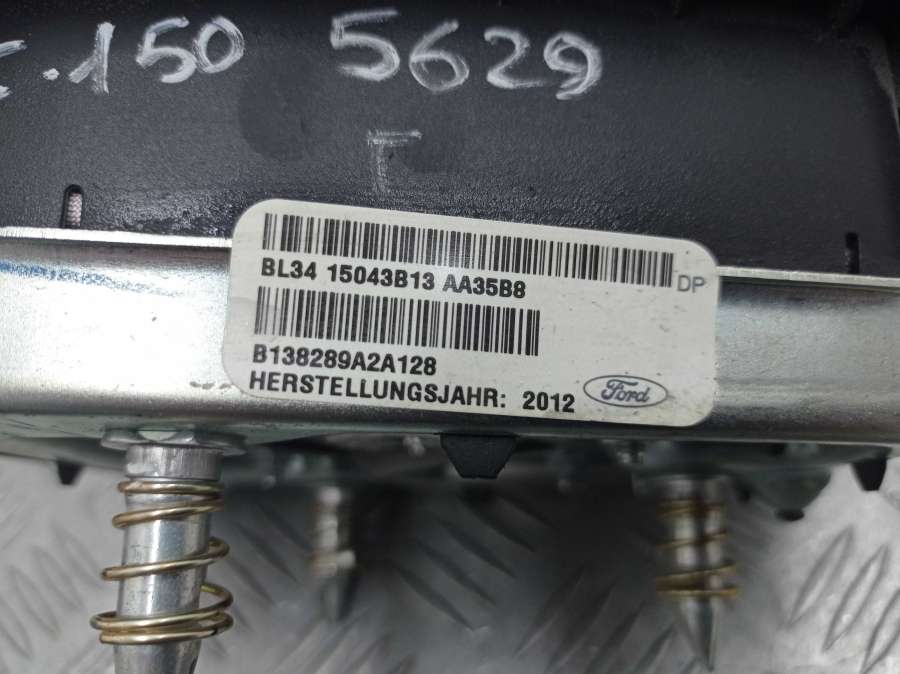 .150 5629
F
BL34 15043B13 AA35B8
DP
B138289A2A128
HERSTELLUNGSJAHR: 2012
Ford